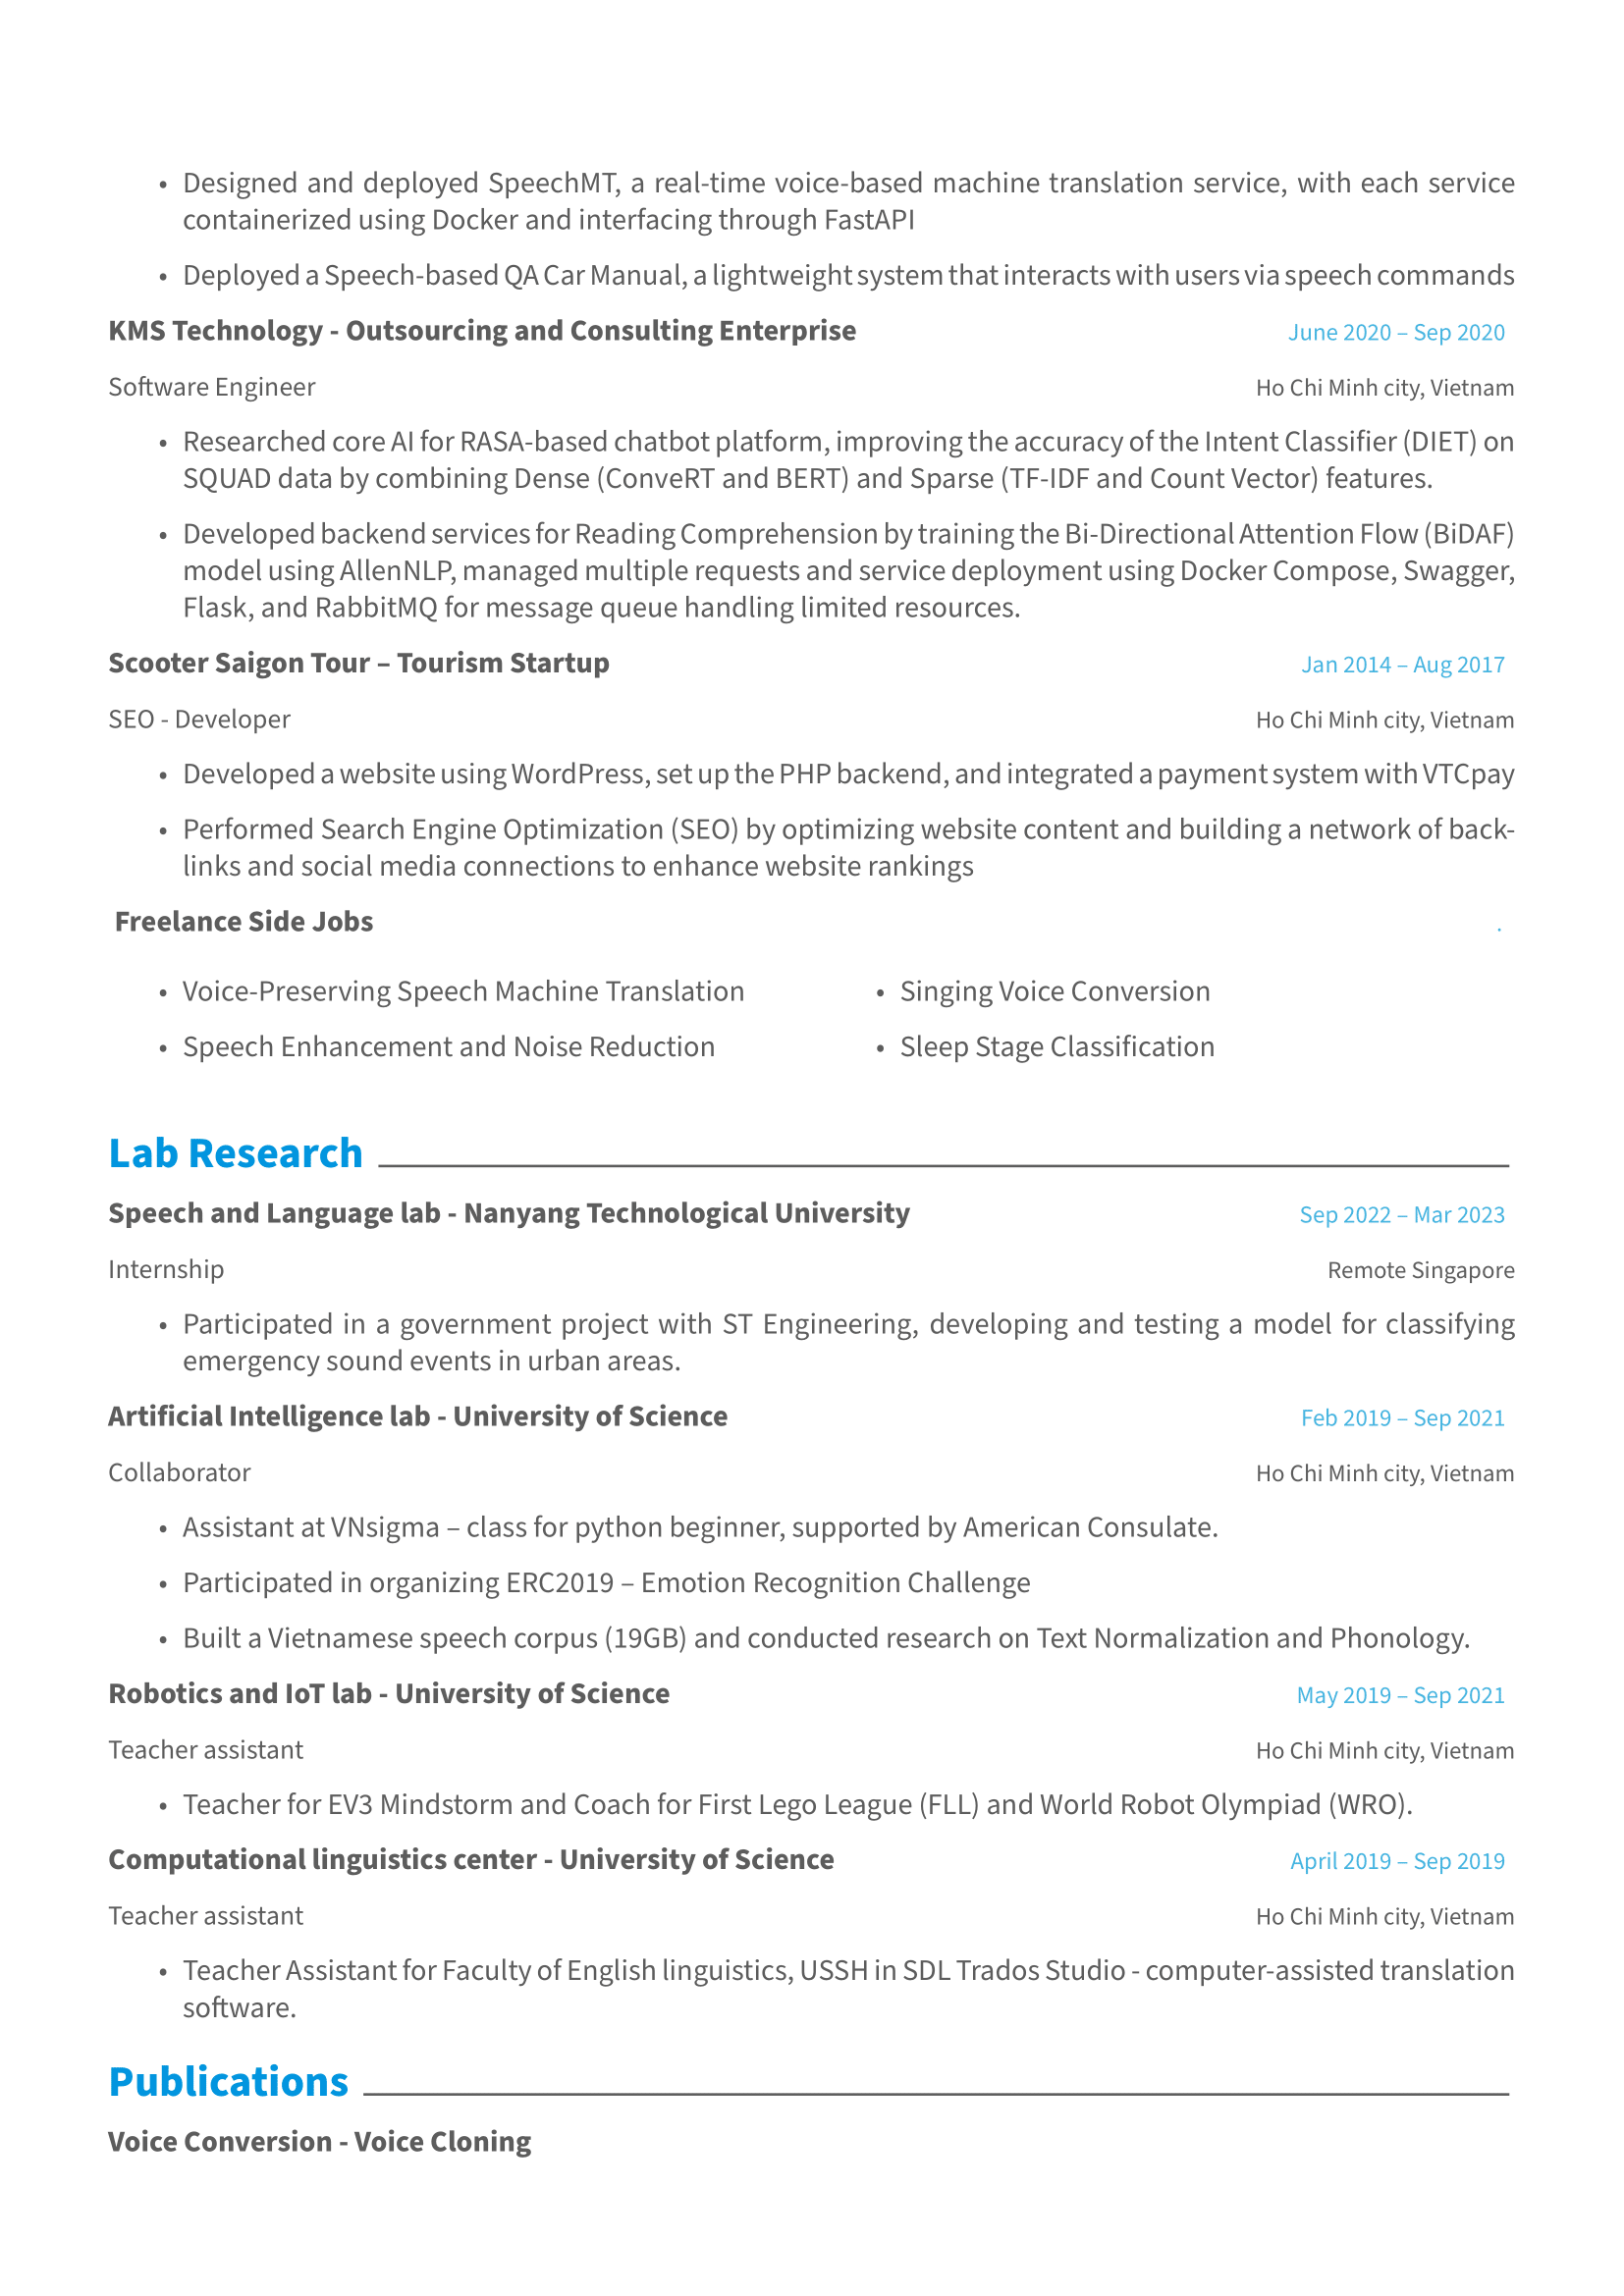 • Designed and deployed SpeechMT, a real-time voice-based machine translation service, with each service
containerized using Docker and interfacing through FastAPI
• Deployed a Speech-based QA Car Manual, a lightweight system that interacts with users via speech commands
KMS Technology - Outsourcing and Consulting Enterprise June 2020 – Sep 2020
Software Engineer Ho Chi Minh city, Vietnam
• Researched core AI for RASA-based chatbot platform, improving the accuracy of the Intent Classifier (DIET) on
SQUAD data by combining Dense (ConveRT and BERT) and Sparse (TF-IDF and Count Vector) features.
• Developed backend services for Reading Comprehension by training the Bi-Directional Attention Flow (BiDAF)
model using AllenNLP, managed multiple requests and service deployment using Docker Compose, Swagger,
Flask, and RabbitMQ for message queue handling limited resources.
Scooter Saigon Tour – Tourism Startup Jan 2014 – Aug 2017
SEO - Developer Ho Chi Minh city, Vietnam
• Developed a website using WordPress, set up the PHP backend, and integrated a payment system with VTCpay
• Performed Search Engine Optimization (SEO) by optimizing website content and building a network of back-
links and social media connections to enhance website rankings
Freelance Side Jobs .
• Voice-Preserving Speech Machine Translation
• Speech Enhancement and Noise Reduction
• Singing Voice Conversion
• Sleep Stage Classification
Lab Research
Speech and Language lab - Nanyang Technological University Sep 2022 – Mar 2023
Internship Remote Singapore
• Participated in a government project with ST Engineering, developing and testing a model for classifying
emergency sound events in urban areas.
Artificial Intelligence lab - University of Science Feb 2019 – Sep 2021
Collaborator Ho Chi Minh city, Vietnam
• Assistant at VNsigma – class for python beginner, supported by American Consulate.
• Participated in organizing ERC2019 – Emotion Recognition Challenge
• Built a Vietnamese speech corpus (19GB) and conducted research on Text Normalization and Phonology.
Robotics and IoT lab - University of Science May 2019 – Sep 2021
Teacher assistant Ho Chi Minh city, Vietnam
• Teacher for EV3 Mindstorm and Coach for First Lego League (FLL) and World Robot Olympiad (WRO).
Computational linguistics center - University of Science April 2019 – Sep 2019
Teacher assistant Ho Chi Minh city, Vietnam
• Teacher Assistant for Faculty of English linguistics, USSH in SDL Trados Studio - computer-assisted translation
software.
Publications
Voice Conversion - Voice Cloning